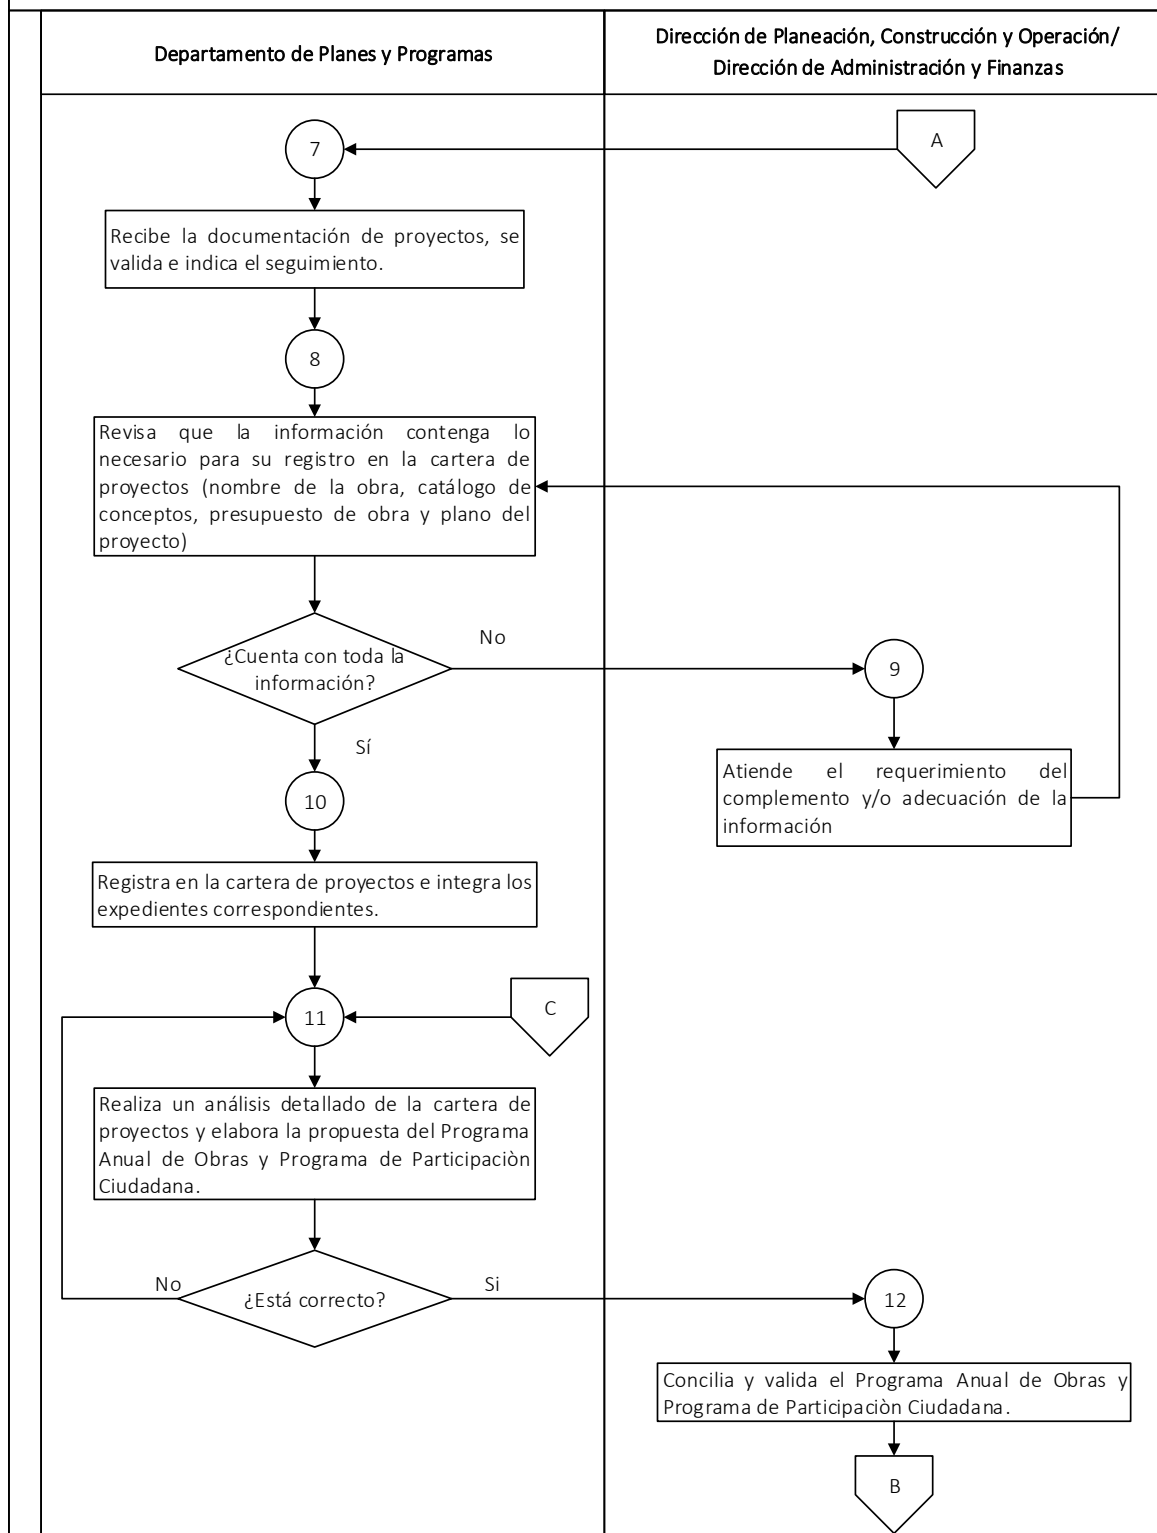 Departamento de Planes y Programas
Dirección de Planeación, Construcción y Operación/
Dirección de Administración y Finanzas
A
7
Recibe la documentación de proyectos, se
valida e indica el seguimiento.
8
Revisa que la información contenga lo
necesario para su registro en la cartera de
proyectos (nombre de la obra, catálogo de
conceptos, presupuesto de obra y plano del
proyecto)
No
¿Cuenta con toda la
información?
9
Sí
Atiende el requerimiento del
complemento y/o adecuación de la
información
10
Registra en la cartera de proyectos e integra los
expedientes correspondientes.
C
11
Realiza un análisis detallado de la cartera de
proyectos y elabora la propuesta del Programa
Anual de Obras y Programa de Participaciòn
Ciudadana.
No
Si
¿Está correcto?
12
Concilia y valida el Programa Anual de Obras y
Programa de Participaciòn Ciudadana.
B